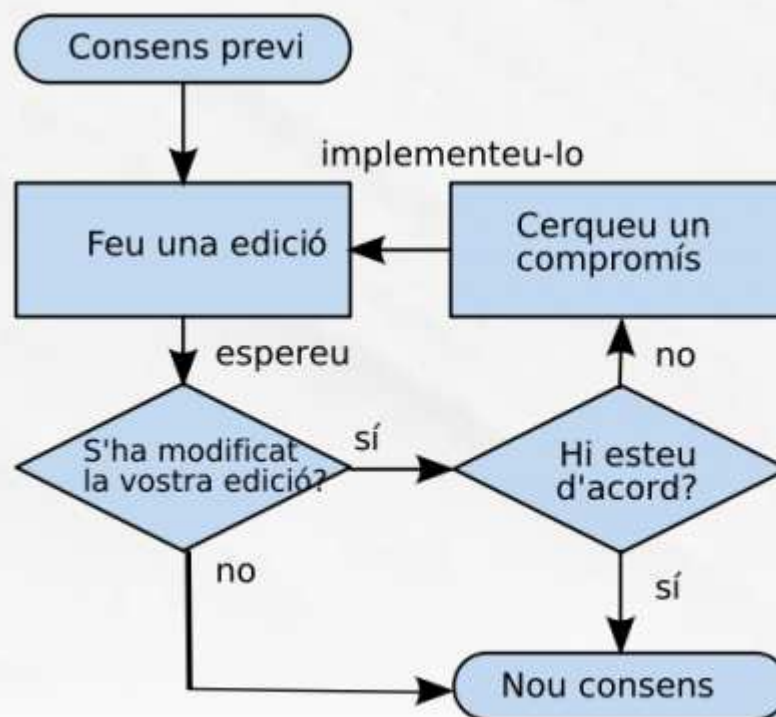 Consens previ
implementeu-lo
Feu una edició
Cerqueu un
compromís
espereu
no
S'ha modificat
la vostra edició?
sí
Hi esteu
d'acord?
no
sí
Nou consens